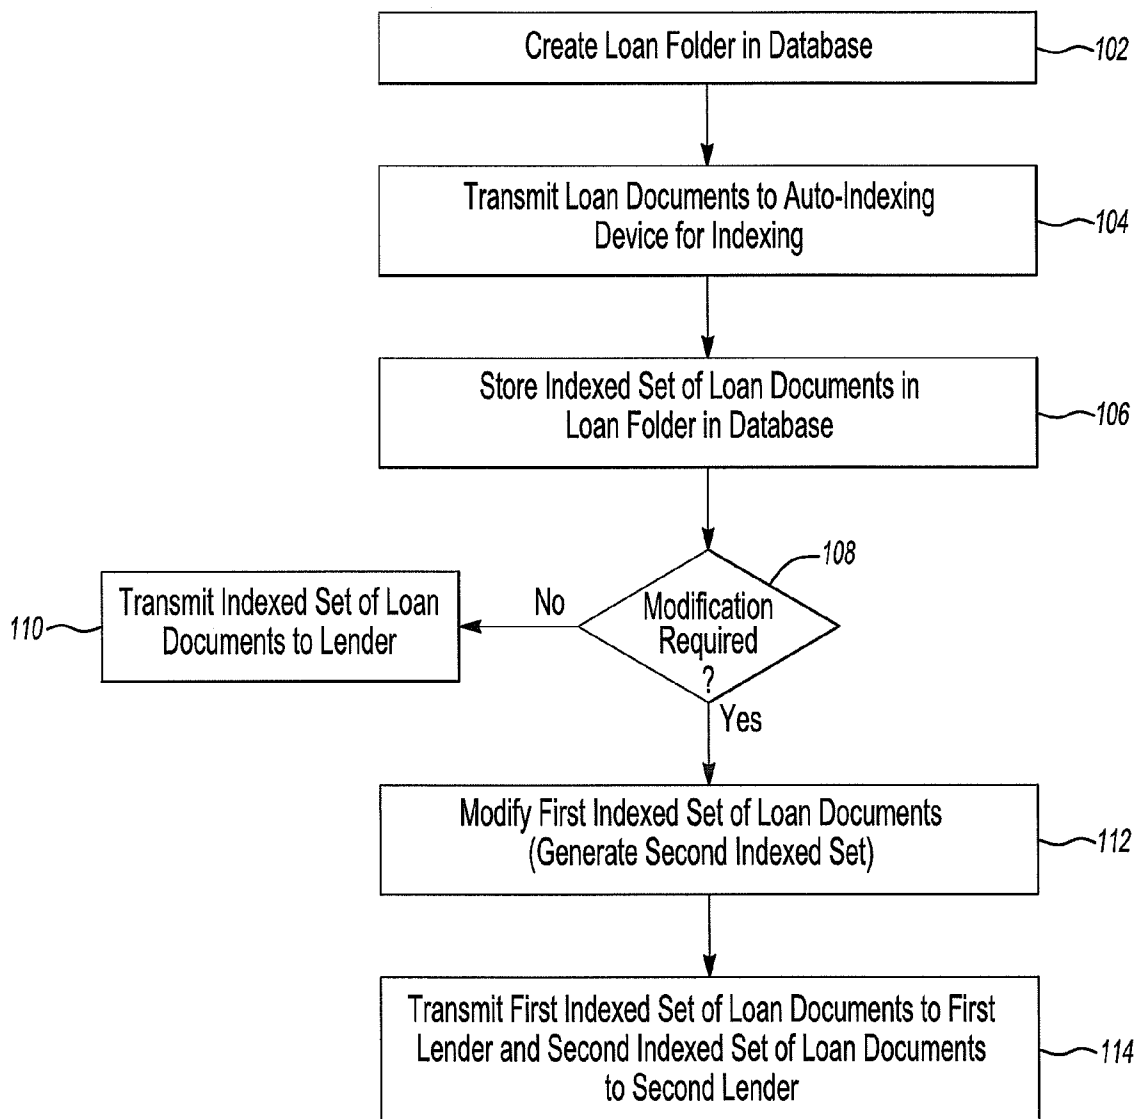 Create Loan Folder in Database
102
Transmit Loan Documents to Auto-Indexing
Device for Indexing
104
Store Indexed Set of Loan Documents in
Loan Folder in Database
106
108
Modification
Required
?
No
Transmit Indexed Set of Loan
Documents to Lender
110
Yes
Modify First Indexed Set of Loan Documents
(Generate Second Indexed Set)
112
Transmit First Indexed Set of Loan Documents to First
Lender and Second Indexed Set of Loan Documents
to Second Lender
114